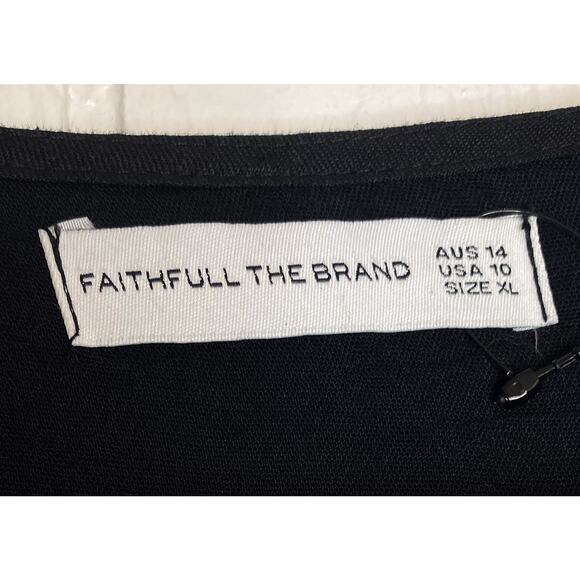 FAITHFULL THE BRAND
AUS 14
USA 10
SIZE XL